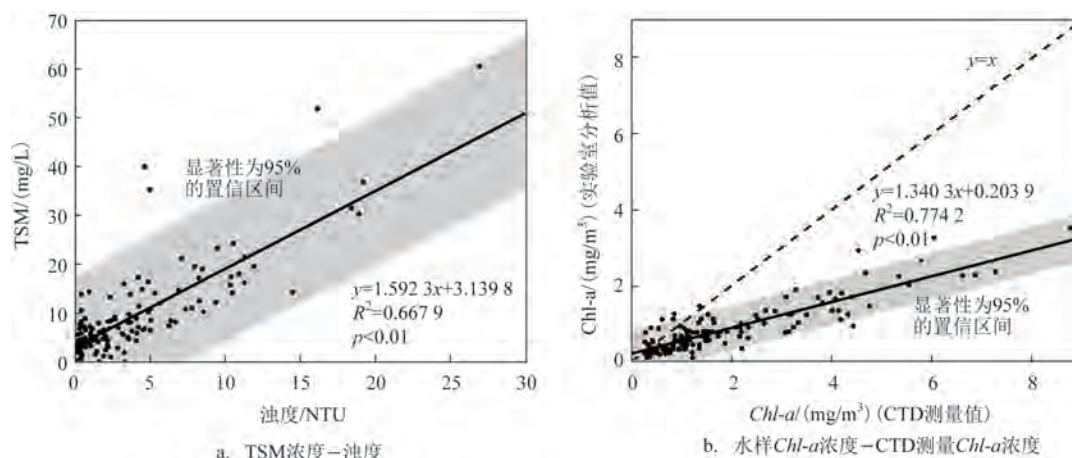 70
60
50
40
30
20
10
0
TSM/(mg/L)
显著性为95%
的置信区间
y=1.592 3x+3.139 8
R²=0.667 9
p<0.01
0 5 10 15 20 25 30
浊度/NTU
a. TSM浓度－浊度
8
6
4
2
0
Chl-a/(mg/m³)(实验室分析值)
y=x
y=1.340 3x+0.203 9
R²=0.774 2
p<0.01
显著性为95%
的置信区间
0 2 4 6 8
Chl-a/(mg/m³)(CTD测量值)
b. 水样Chl-a浓度－CTD测量Chl-a浓度